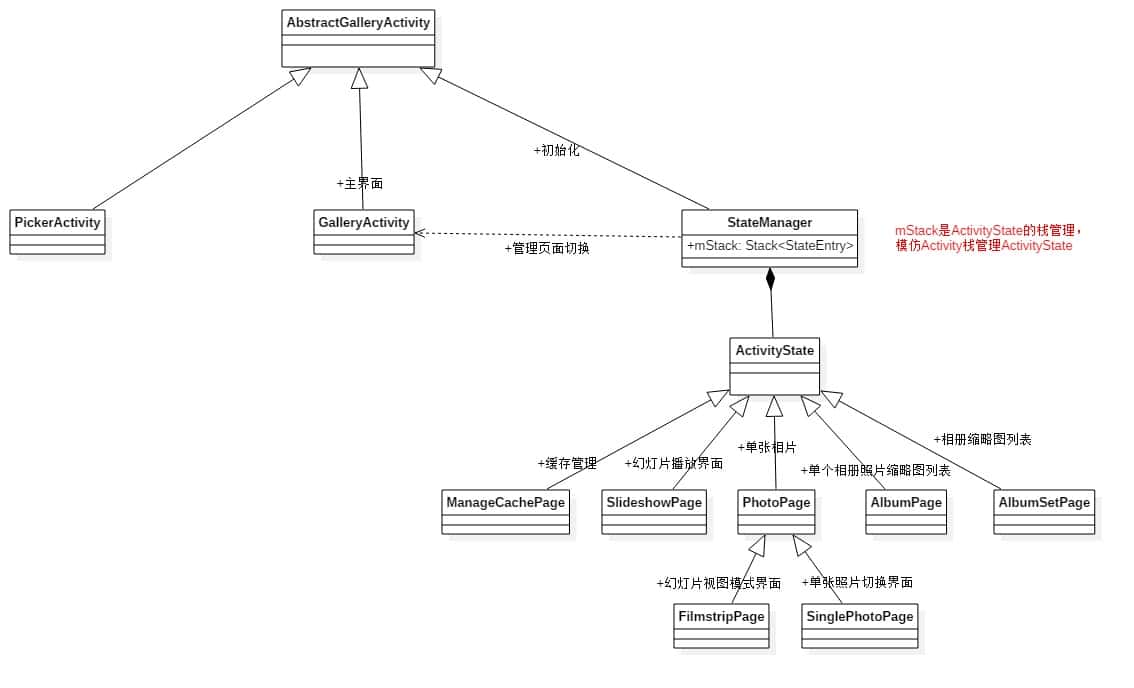 AbstractGalleryActivity
+初始化
+主界面
PickerActivity
GalleryActivity
StateManager
+mStack: Stack<StateEntry>
mStack是ActivityState的栈管理，
模仿Activity栈管理ActivityState
+管理页面切换
ActivityState
+相册缩略图列表
+单张相片
+缓存管理
+幻灯片播放界面
+单个相册照片缩略图列表
ManageCachePage
SlideshowPage
PhotoPage
AlbumPage
AlbumSetPage
+幻灯片视图模式界面
+单张照片切换界面
FilmstripPage
SinglePhotoPage